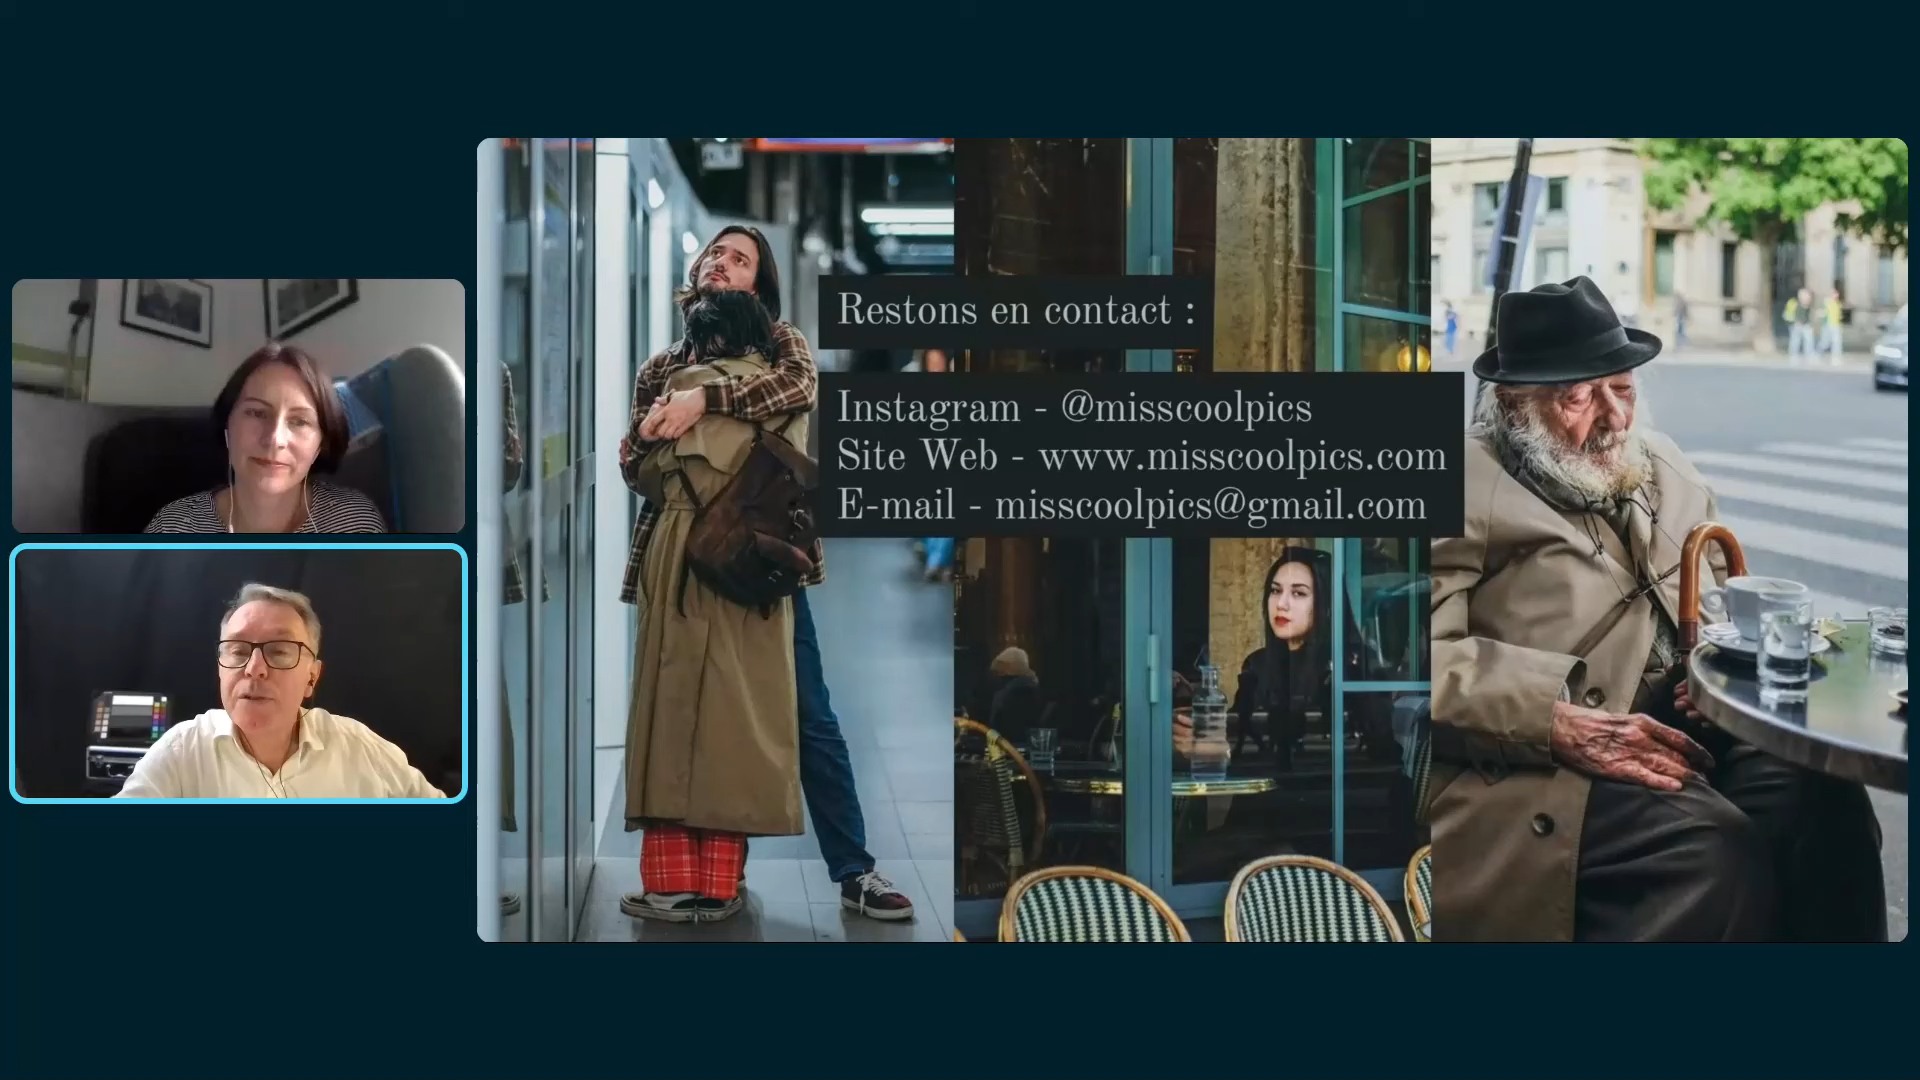 Restons en contact :
Instagram - @misscoolpics
Site Web - www.misscoolpics.com
E-mail - misscoolpics@gmail.com